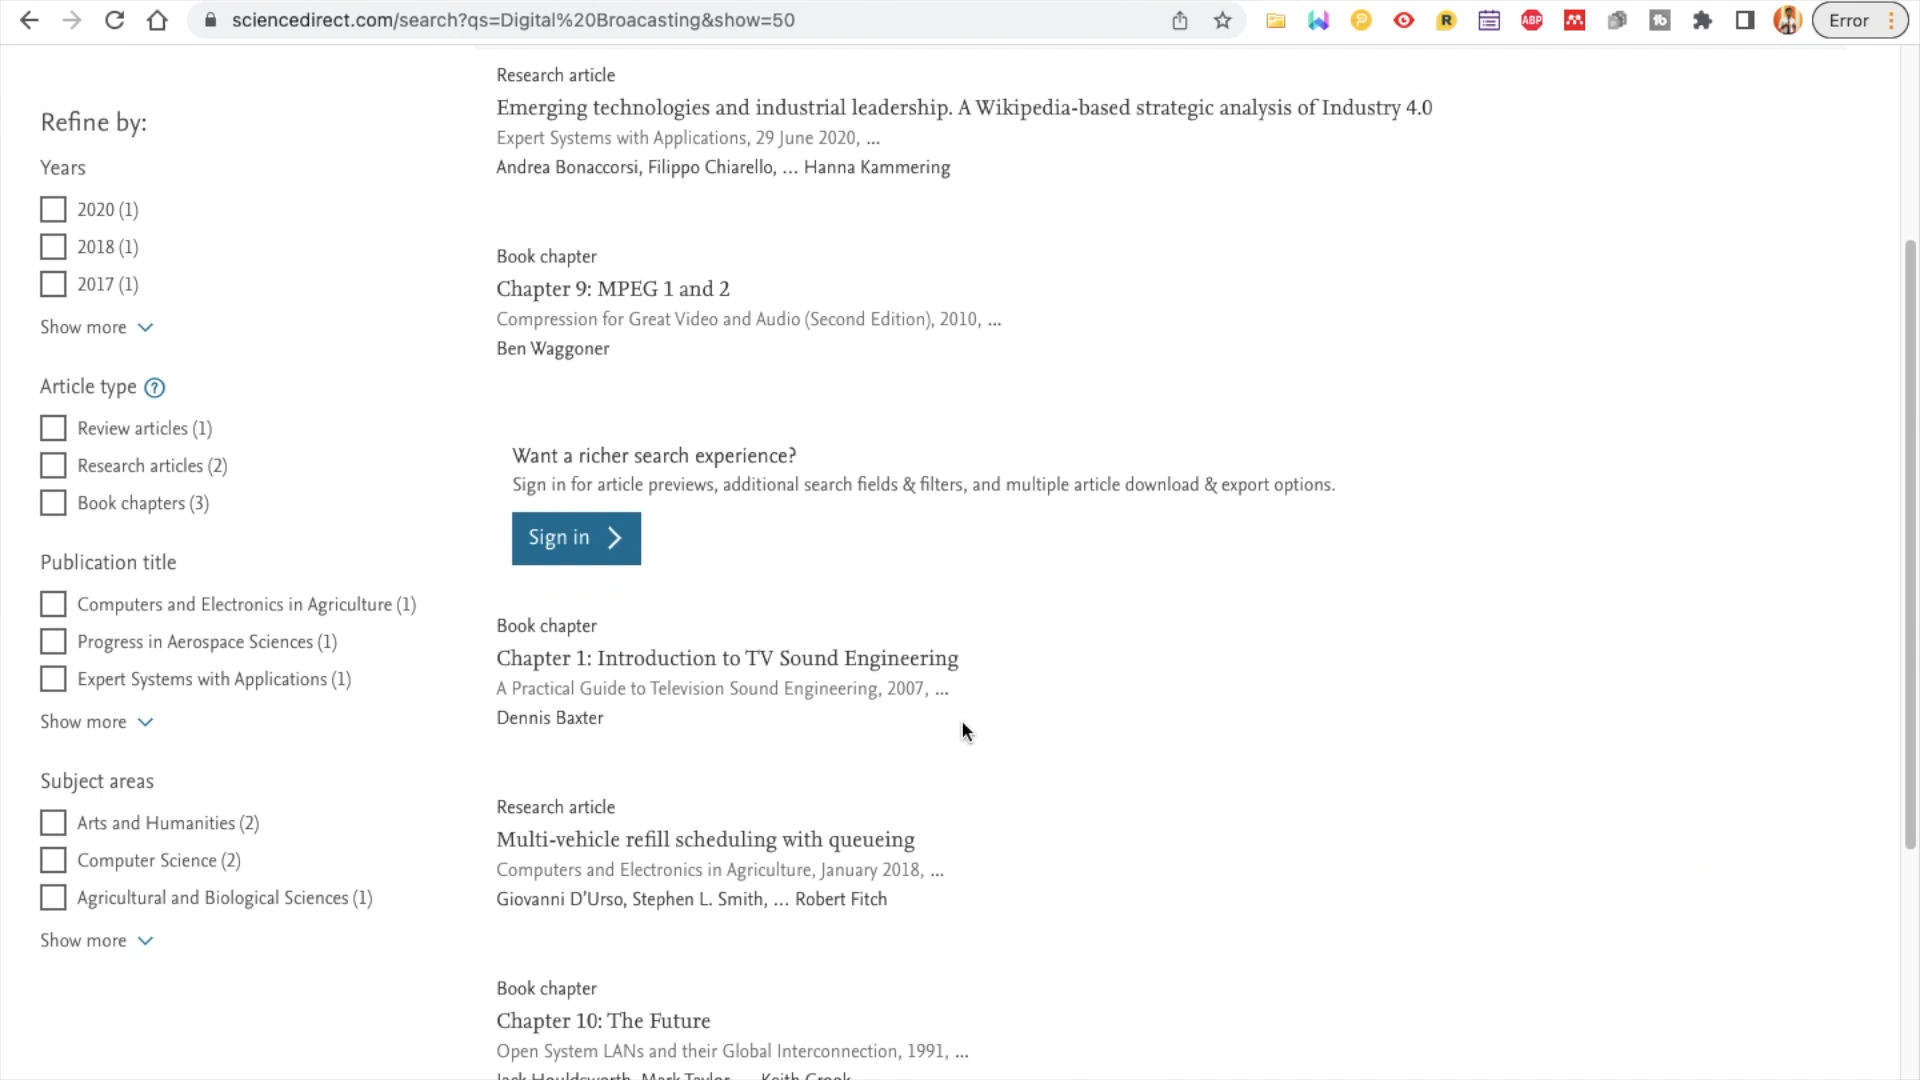 sciencedirect.com/search?qs=Digital%20Broacasting&show=50
Error
Refine by:
Years
2020 (1)
2018 (1)
2017 (1)
Show more
Article type ?
Review articles (1)
Research articles (2)
Book chapters (3)
Publication title
Computers and Electronics in Agriculture (1)
Progress in Aerospace Sciences (1)
Expert Systems with Applications (1)
Show more
Subject areas
Arts and Humanities (2)
Computer Science (2)
Agricultural and Biological Sciences (1)
Show more
Research article
Emerging technologies and industrial leadership. A Wikipedia-based strategic analysis of Industry 4.0
Expert Systems with Applications, 29 June 2020, ...
Andrea Bonaccorsi, Filippo Chiarello, ... Hanna Kammering
Book chapter
Chapter 9: MPEG 1 and 2
Compression for Great Video and Audio (Second Edition), 2010, ...
Ben Waggoner
Want a richer search experience?
Sign in for article previews, additional search fields & filters, and multiple article download & export options.
Sign in
Book chapter
Chapter 1: Introduction to TV Sound Engineering
A Practical Guide to Television Sound Engineering, 2007, ...
Dennis Baxter
Research article
Multi-vehicle refill scheduling with queueing
Computers and Electronics in Agriculture, January 2018, ...
Giovanni D'Urso, Stephen L. Smith, ... Robert Fitch
Book chapter
Chapter 10: The Future
Open System LANs and their Global Interconnection, 1991, ...
Jack Houldsworth, Mark Taylor, ... Keith Crook